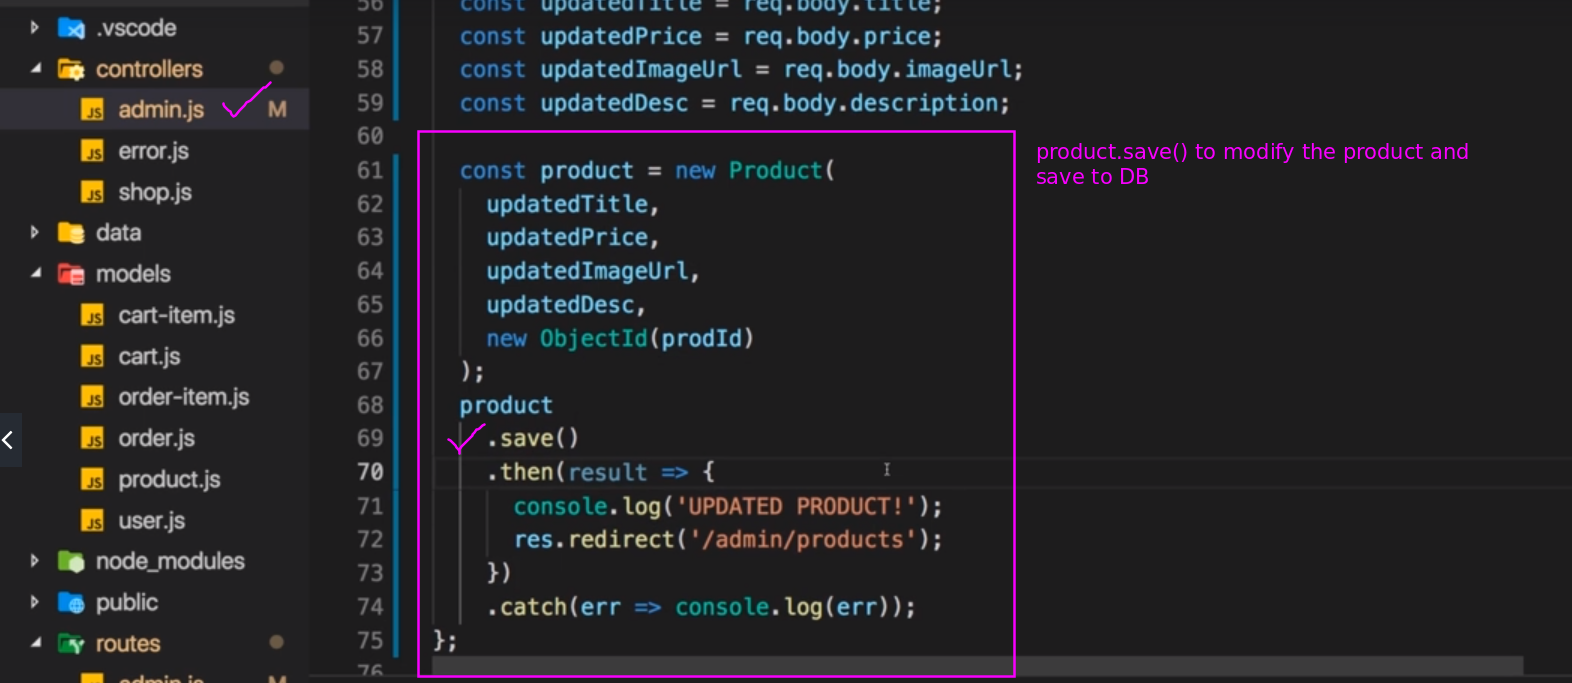 .vscode
controllers
admin.js M
error.js
shop.js
data
models
cart-item.js
cart.js
order-item.js
order.js
product.js
user.js
node_modules
public
routes
admin.js M
56 const updatedTitle = req.body.title;
57 const updatedPrice = req.body.price;
58 const updatedImageUrl = req.body.imageUrl;
59 const updatedDesc = req.body.description;
60
61 const product = new Product(
62 updatedTitle,
63 updatedPrice,
64 updatedImageUrl,
65 updatedDesc,
66 new ObjectId(prodId)
67 );
68 product
69 .save()
70 .then(result => {
71 console.log('UPDATED PRODUCT!');
72 res.redirect('/admin/products');
73 })
74 .catch(err => console.log(err));
75 };
76
product.save() to modify the product and
save to DB